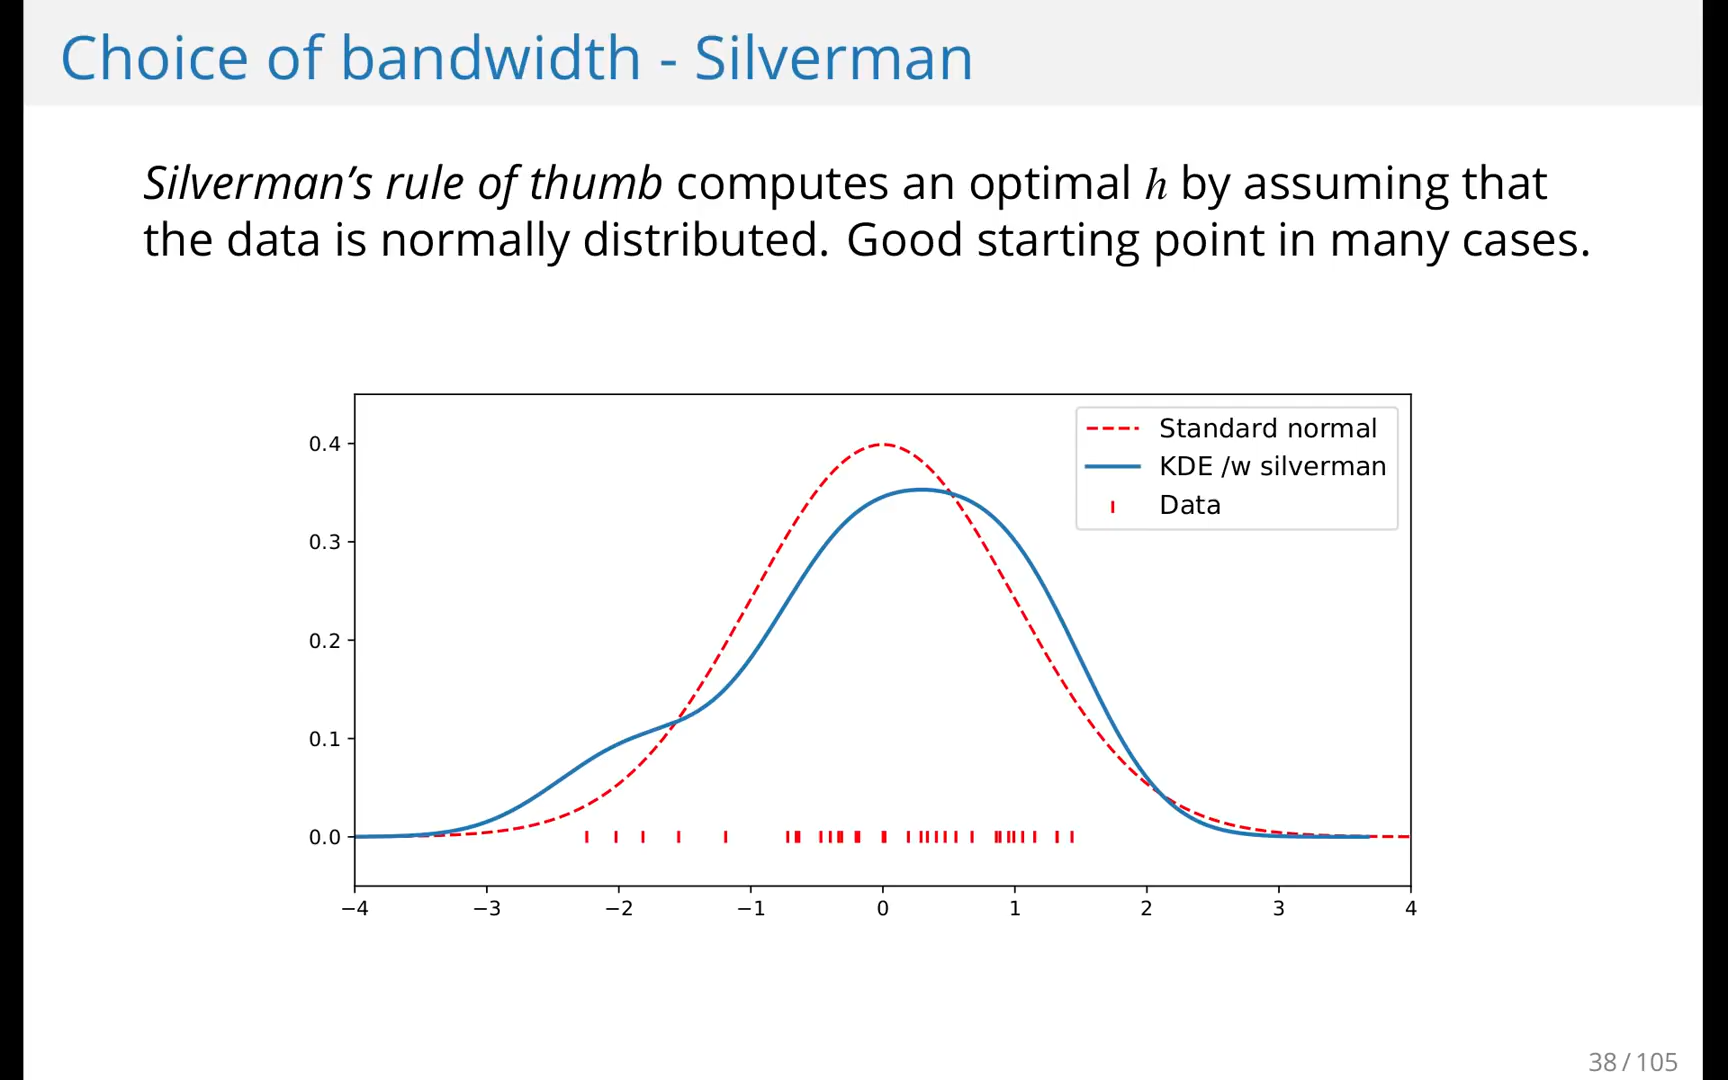 Choice of bandwidth - Silverman
Silverman’s rule of thumb computes an optimal h by assuming that
the data is normally distributed. Good starting point in many cases.
Standard normal
KDE /w silverman
Data
0.4
0.3
0.2
0.1
0.0
−4 −3 −2 −1 0 1 2 3 4
38 / 105